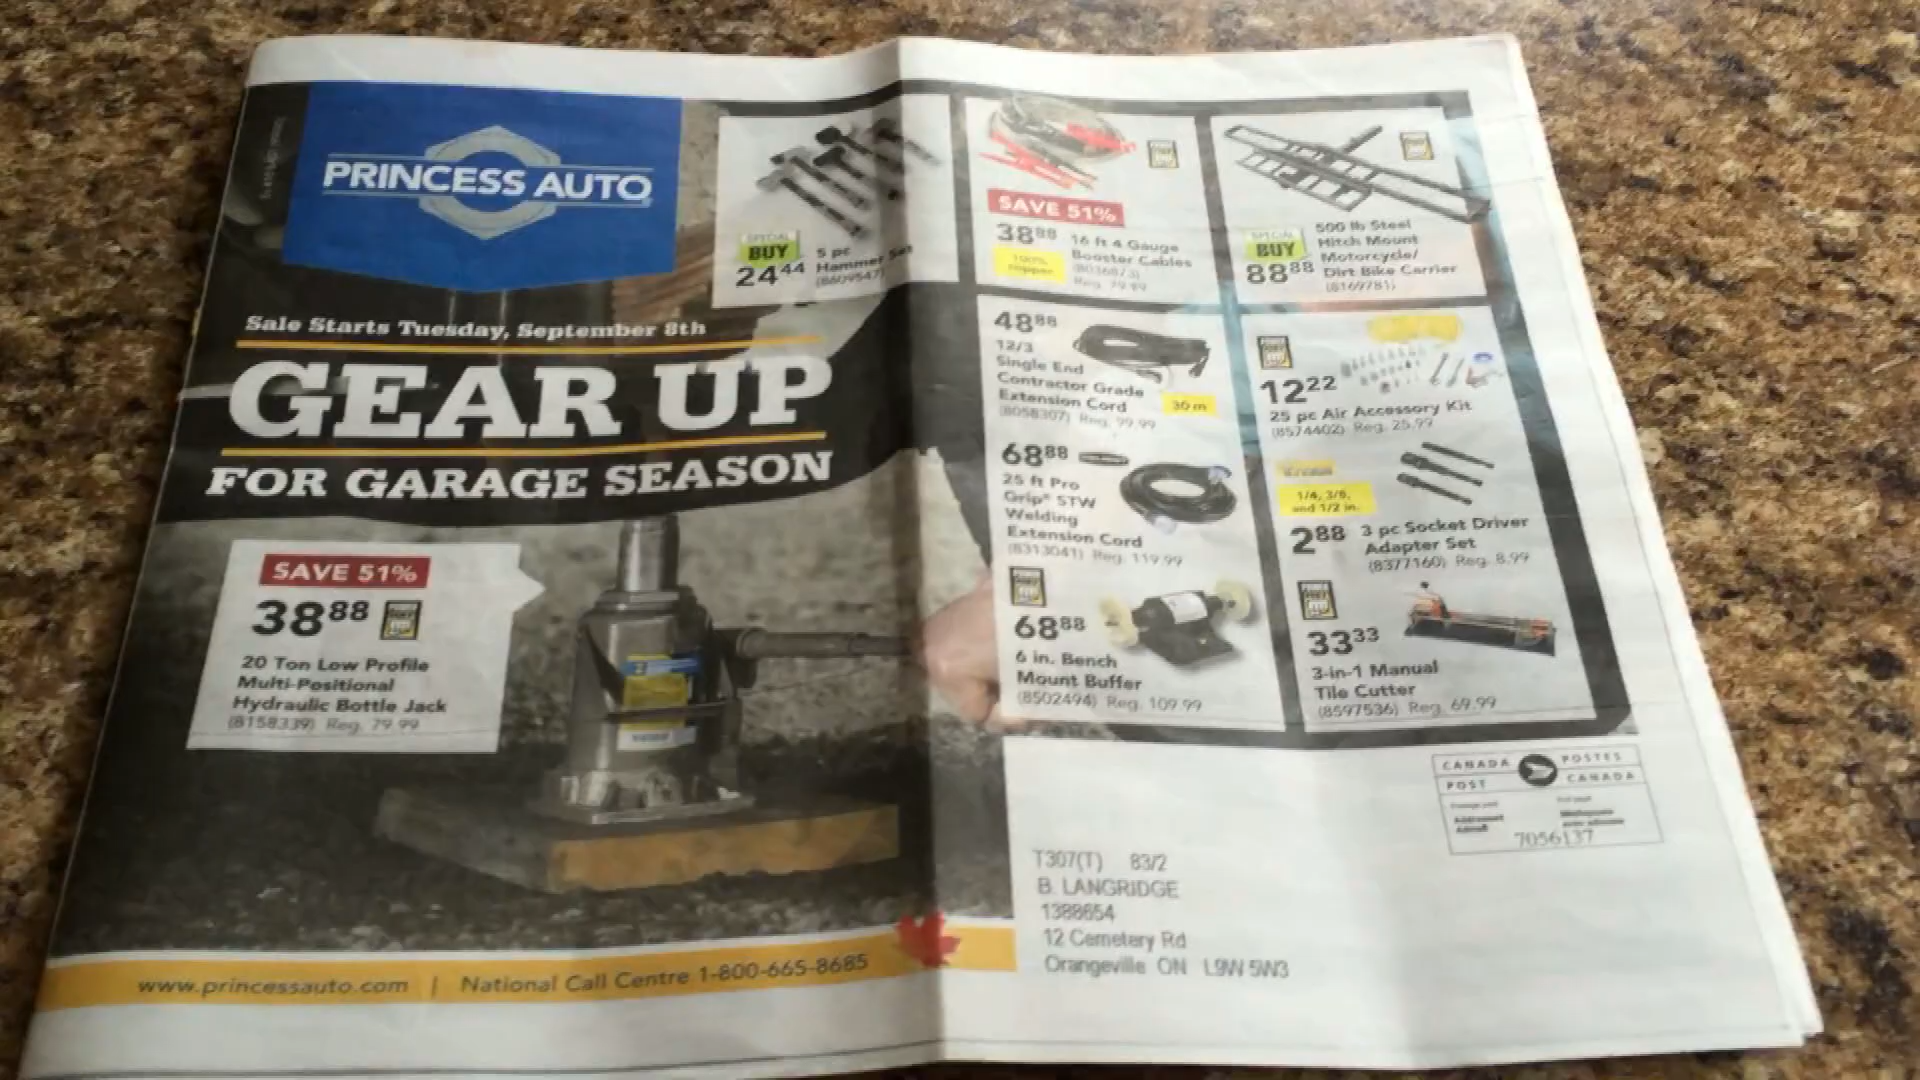 PRINCESS AUTO
Sale Starts Tuesday, September 8th
GEAR UP
FOR GARAGE SEASON
SAVE 51%
38 88
20 Ton Low Profile
Multi-Positional
Hydraulic Bottle Jack
(8158339) Reg. 79.99
SPECIAL
BUY
24 44
5 pc
Hammer Set
(8609547)
SAVE 51%
38 88
100%
copper
16 ft 4 Gauge
Booster Cables
(8036873)
Reg. 79.99
SPECIAL
BUY
88 88
500 lb Steel
Hitch Mount
Motorcycle/
Dirt Bike Carrier
(8169781)
48 88
12/3
Single End
Contractor Grade
Extension Cord
(8058307) Reg. 99.99
30 m
68 88
25 ft Pro
Grip® STW
Welding
Extension Cord
(8313041) Reg. 119.99
68 88
6 in. Bench
Mount Buffer
(8502494) Reg. 109.99
12 22
25 pc Air Accessory Kit
(8574402) Reg. 25.99
1/4, 3/8,
and 1/2 in.
2 88
3 pc Socket Driver
Adapter Set
(8377160) Reg. 8.99
33 33
3-in-1 Manual
Tile Cutter
(8597536) Reg. 69.99
CANADA POSTES
POST CANADA
7056137
T307(T) 83/2
B. LANGRIDGE
1388654
12 Cemetery Rd
Orangeville ON L9W 5W3
www.princessauto.com | National Call Centre 1-800-665-8685